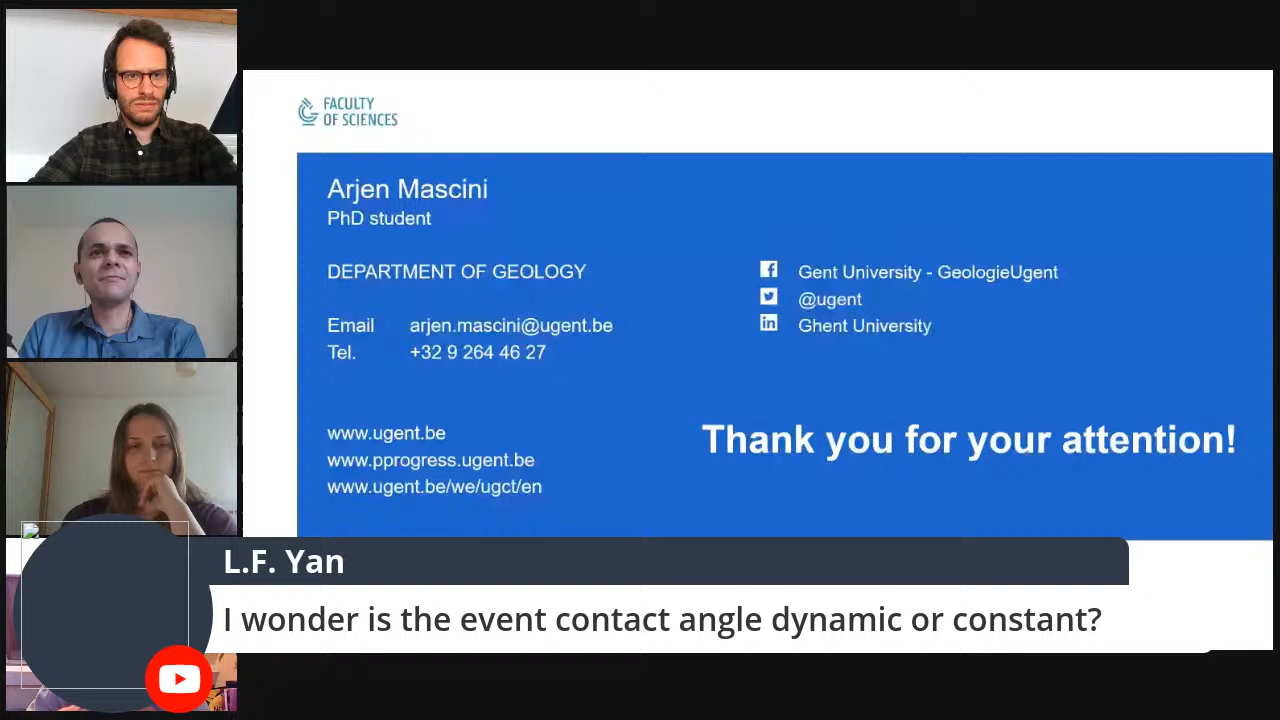 FACULTY
OF SCIENCES
Arjen Mascini
PhD student
DEPARTMENT OF GEOLOGY
Email arjen.mascini@ugent.be
Tel. +32 9 264 46 27
Gent University - GeologieUgent
@ugent
Ghent University
www.ugent.be
www.pprogress.ugent.be
www.ugent.be/we/ugct/en
Thank you for your attention!
L.F. Yan
I wonder is the event contact angle dynamic or constant?